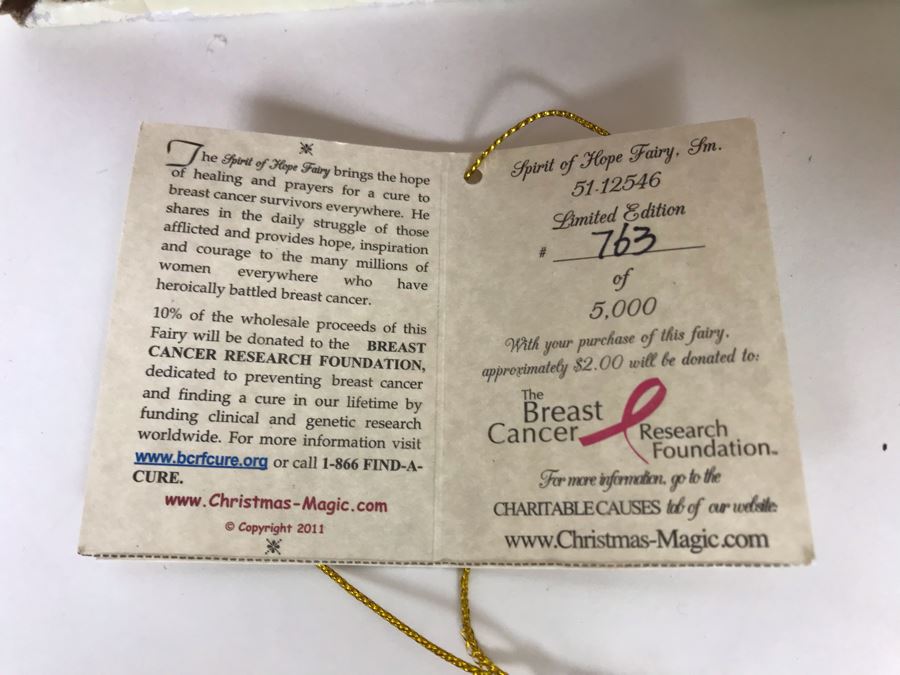 The Spirit of Hope Fairy brings the hope
of healing and prayers for a cure to
breast cancer survivors everywhere. He
shares in the daily struggle of those
afflicted and provides hope, inspiration
and courage to the many millions of
women everywhere who have
heroically battled breast cancer.
10% of the wholesale proceeds of this
Fairy will be donated to the BREAST
CANCER RESEARCH FOUNDATION,
dedicated to preventing breast cancer
and finding a cure in our lifetime by
funding clinical and genetic research
worldwide. For more information visit
www.bcrfcure.org or call 1-866 FIND-A-
CURE.
www.Christmas-Magic.com
© Copyright 2011
Spirit of Hope Fairy, Sm.
51-12546
Limited Edition
# 763
of
5,000
With your purchase of this fairy,
approximately $2.00 will be donated to:
The
Breast
Cancer
Research
Foundation™
For more information, go to the
CHARITABLE CAUSES tab of our website:
www.Christmas-Magic.com